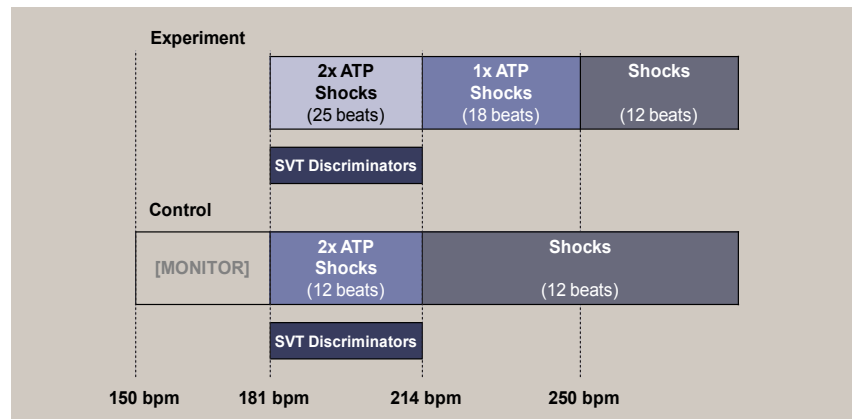 Experiment
2x ATP
Shocks
(25 beats)
1x ATP
Shocks
(18 beats)
Shocks
(12 beats)
SVT Discriminators
Control
[MONITOR]
2x ATP
Shocks
(12 beats)
Shocks
(12 beats)
SVT Discriminators
150 bpm 181 bpm 214 bpm 250 bpm